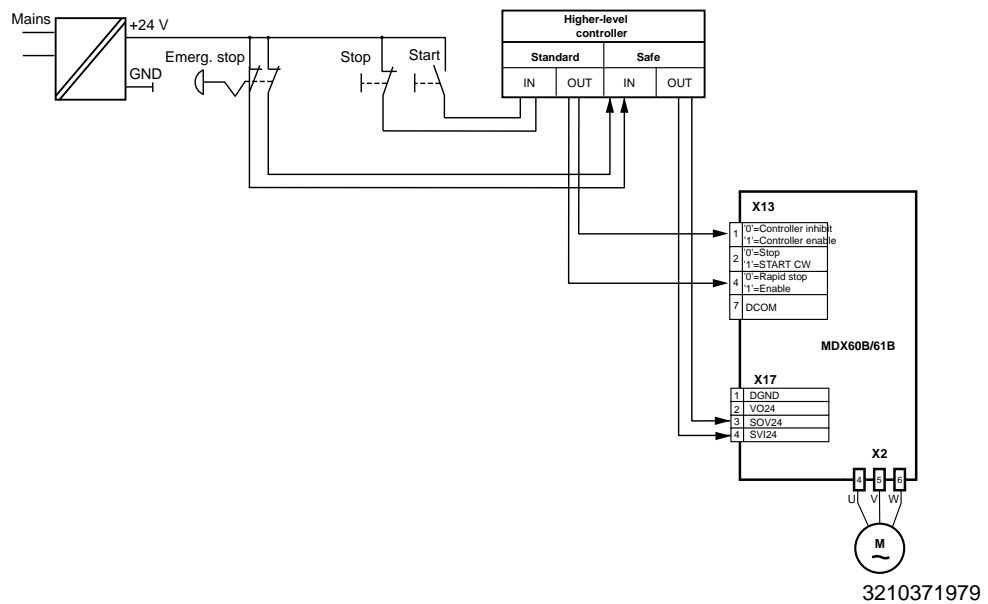 Mains
+24 V
GND
Emerg. stop
Stop
Start
Higher-level
controller
Standard
Safe
IN
OUT
IN
OUT
X13
1
'0'=Controller inhibit
'1'=Controller enable
2
'0'=Stop
'1'=START CW
4
'0'=Rapid stop
'1'=Enable
7
DCOM
MDX60B/61B
X17
1 DGND
2 VO24
3 SOV24
4 SVI24
X2
4 5 6
U V W
M
3210371979